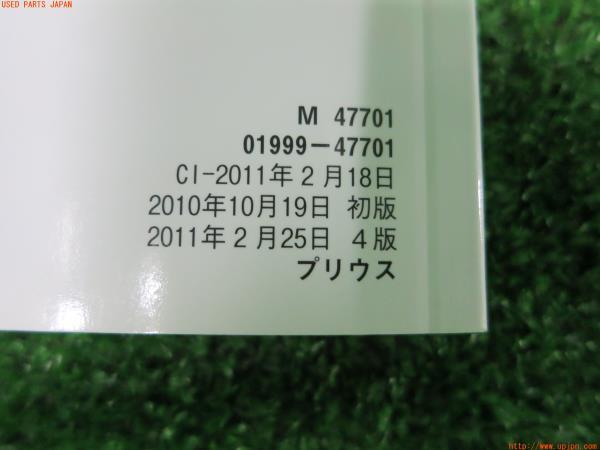 USED PARTS JAPAN
M 47701
01999-47701
CI-2011年2月18日
2010年10月19日 初版
2011年2月25日 4版
プリウス
http://www.upjpn.com